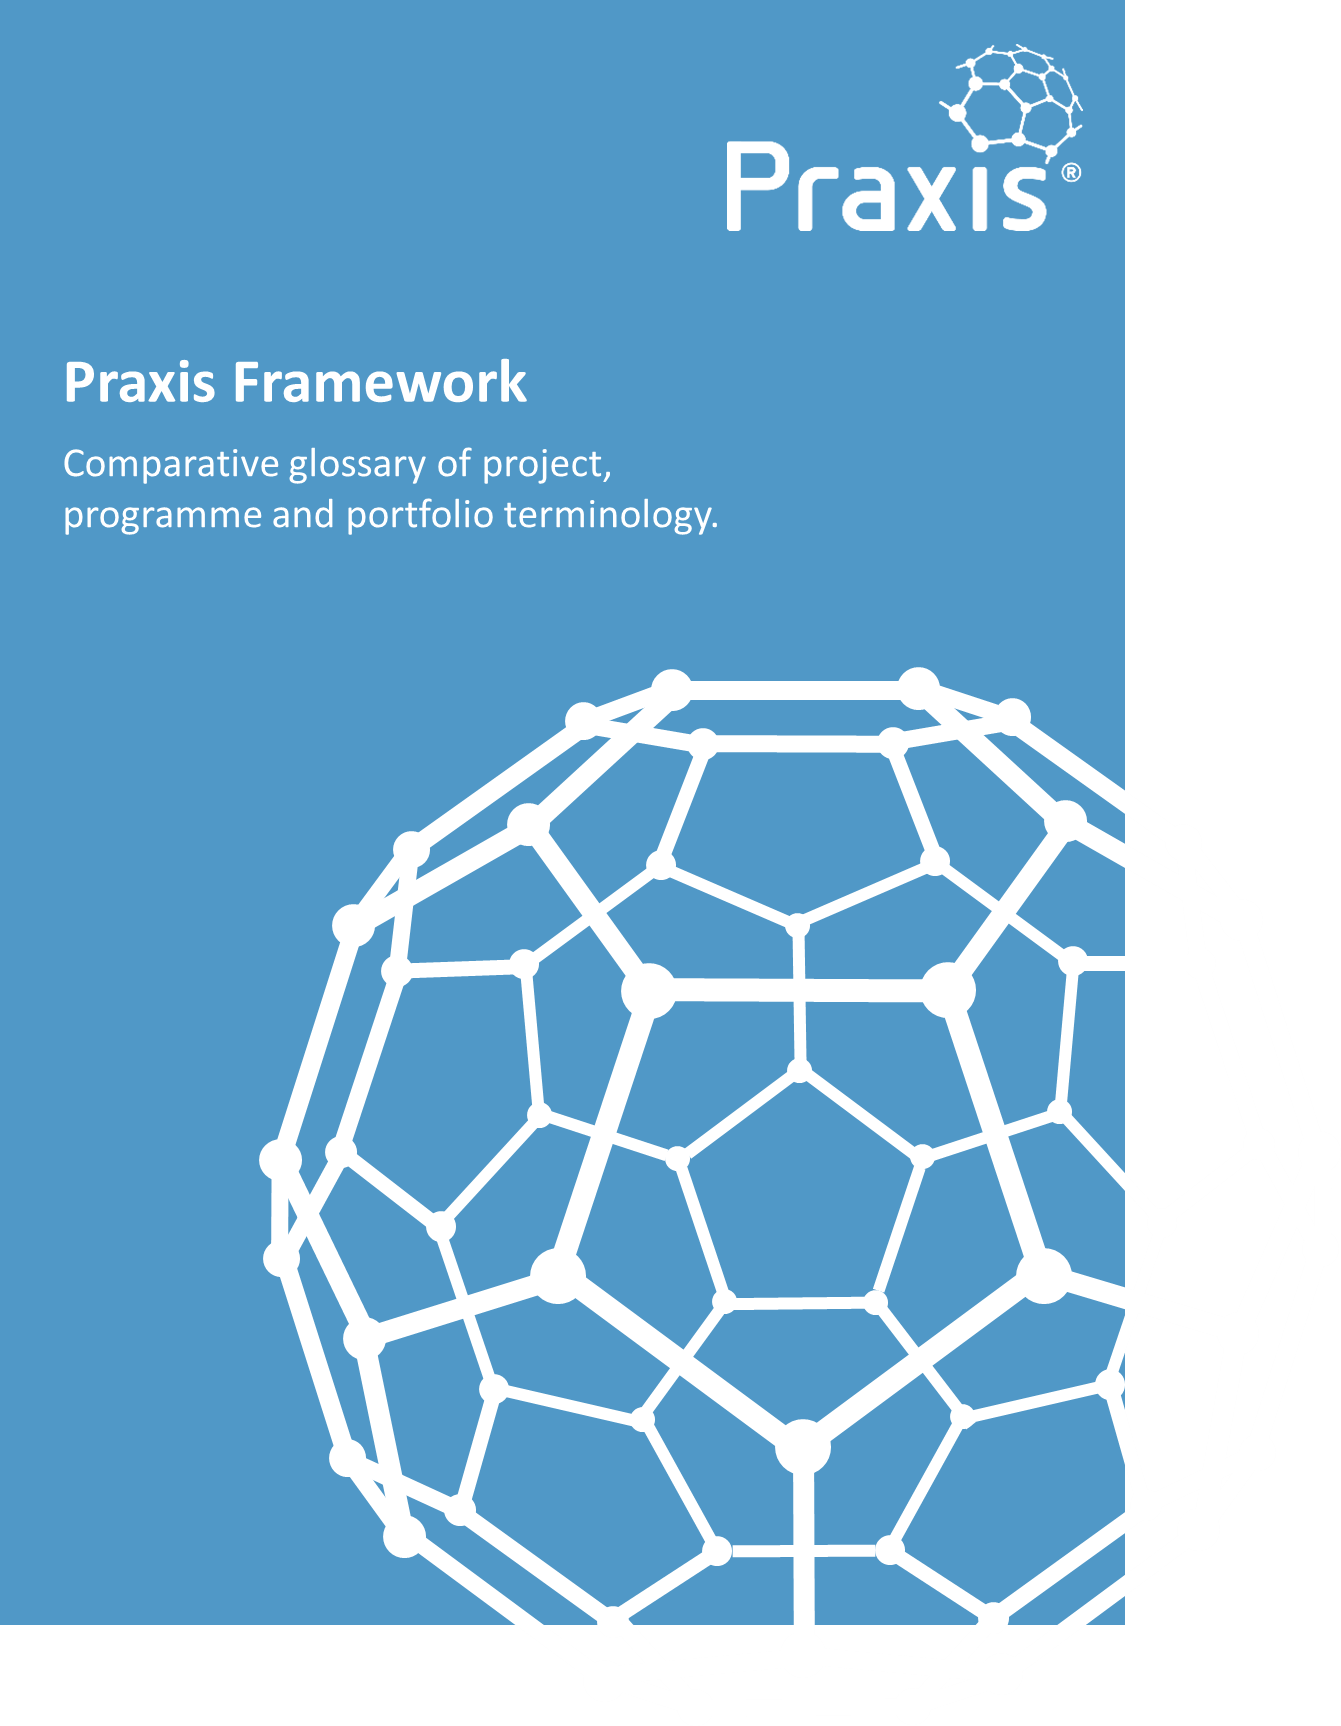 Praxis®
Praxis Framework
Comparative glossary of project,
programme and portfolio terminology.